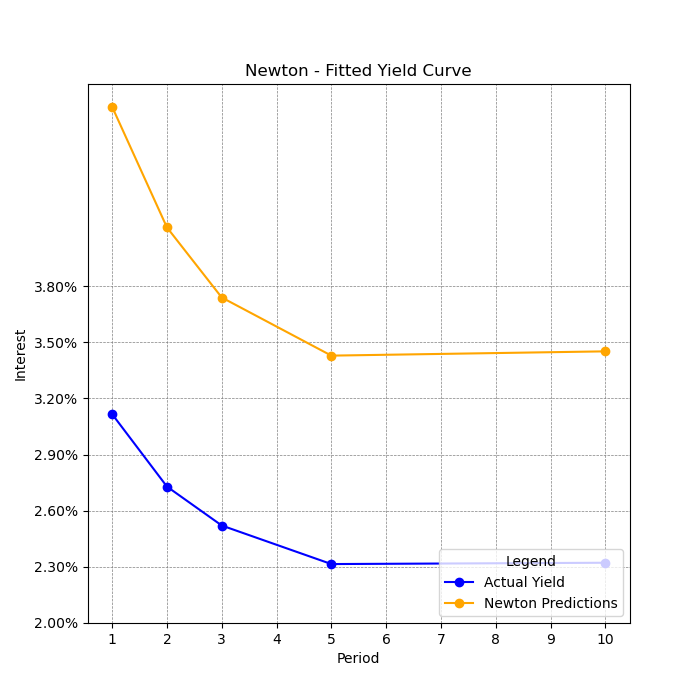 Newton - Fitted Yield Curve
Interest
3.80%
3.50%
3.20%
2.90%
2.60%
2.30%
2.00%
Legend
Actual Yield
Newton Predictions
1 2 3 4 5 6 7 8 9 10
Period